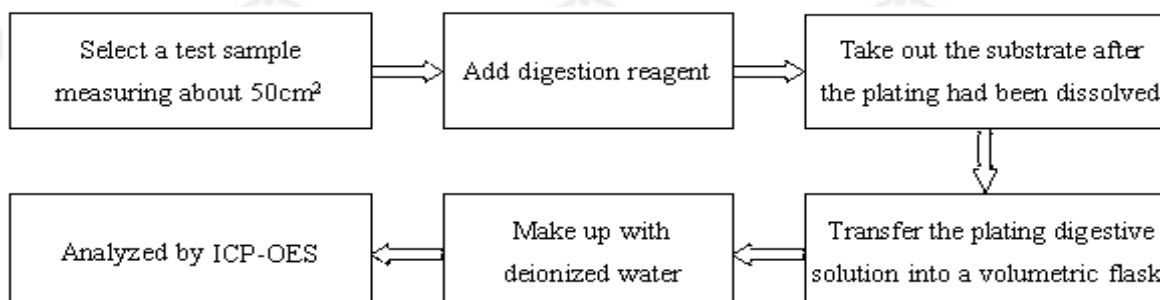 Select a test sample
measuring about 50cm²
Add digestion reagent
Take out the substrate after
the plating had been dissolved
Transfer the plating digestive
solution into a volumetric flask
Make up with
deionized water
Analyzed by ICP-OES